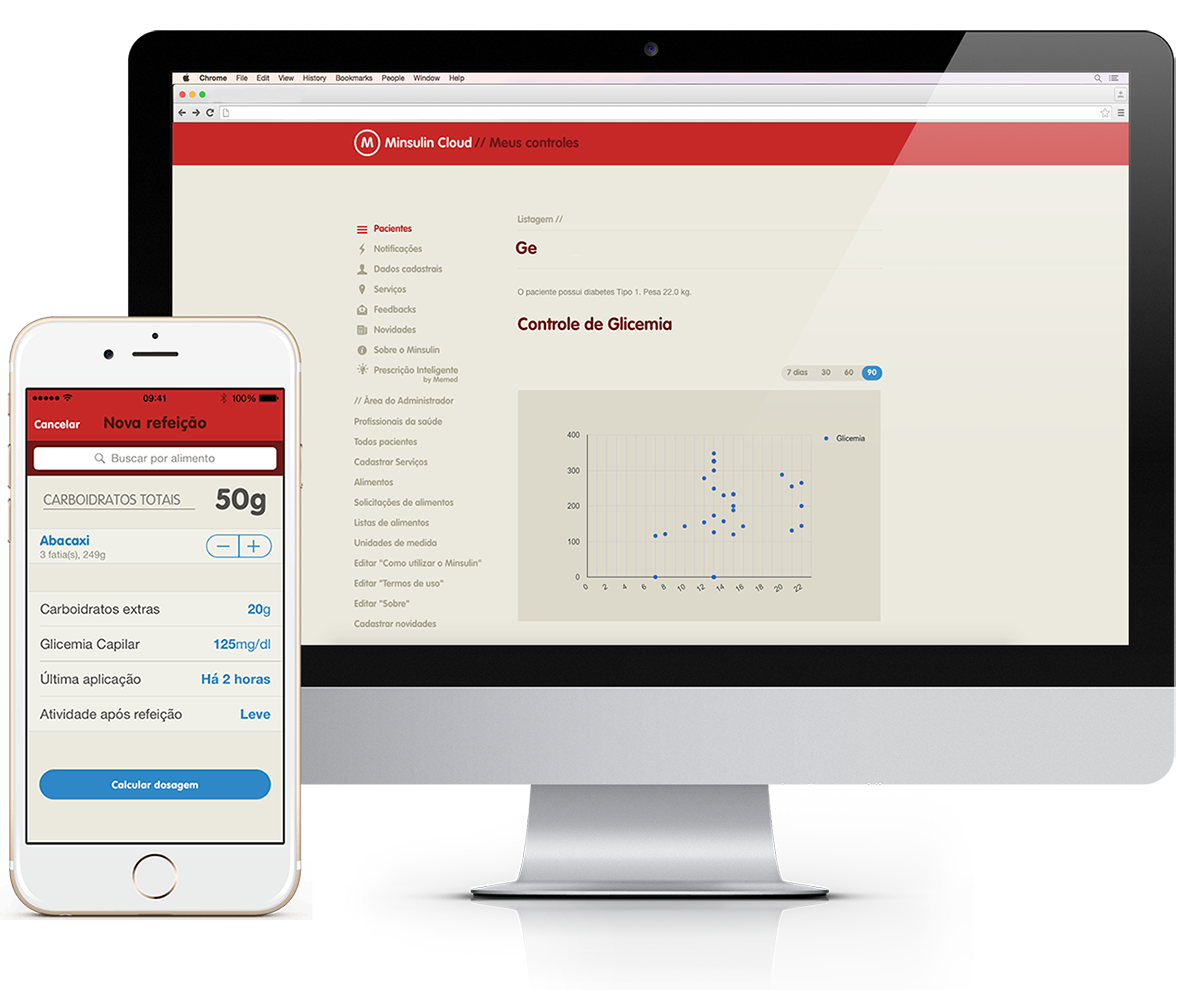 Chrome File Edit View History Bookmarks People Window Help
M Minsulin Cloud // Meus controles
Pacientes
Notificações
Dados cadastrais
Serviços
Feedbacks
Novidades
Sobre o Minsulin
Prescrição Inteligente
by Memed
// Área do Administrador
Profissionais da saúde
Todos pacientes
Cadastrar Serviços
Alimentos
Solicitações de alimentos
Listas de alimentos
Unidades de medida
Editar "Como utilizar o Minsulin"
Editar "Termos de uso"
Editar "Sobre"
Cadastrar novidades
Listagem //
Ge
O paciente possui diabetes Tipo 1. Pesa 22.0 kg.
Controle de Glicemia
7 dias 30 60 90
400
300
200
100
0
0 2 4 6 8 10 12 14 16 18 20 22
Glicemia
09:41 100%
Cancelar Nova refeição
Buscar por alimento
CARBOIDRATOS TOTAIS 50g
Abacaxi
3 fatia(s), 249g
Carboidratos extras 20g
Glicemia Capilar 125mg/dl
Última aplicação Há 2 horas
Atividade após refeição Leve
Calcular dosagem